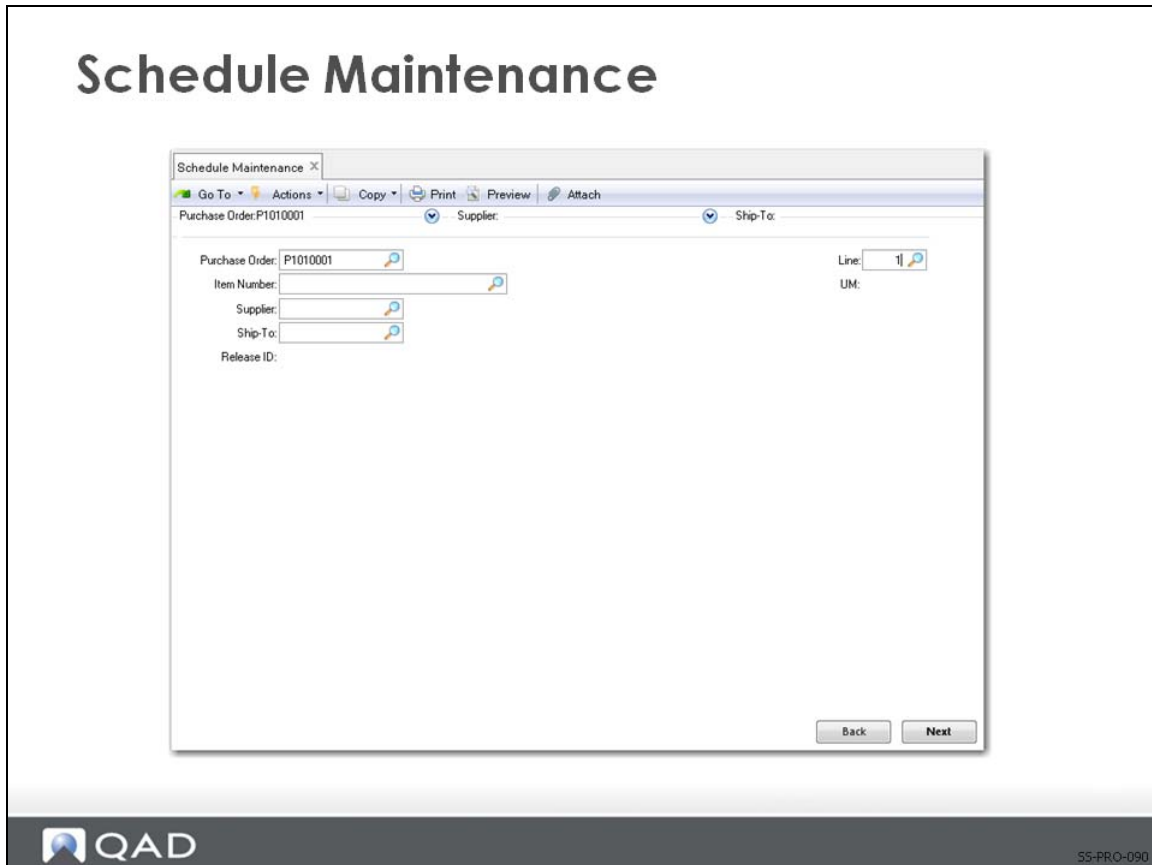 Schedule Maintenance
Schedule Maintenance X
Go To Actions Copy Print Preview Attach
Purchase Order:P1010001 Supplier: Ship-To:
Purchase Order: P1010001 Line: 1
Item Number: UM:
Supplier:
Ship-To:
Release ID:
Back Next
QAD
SS-PRO-090